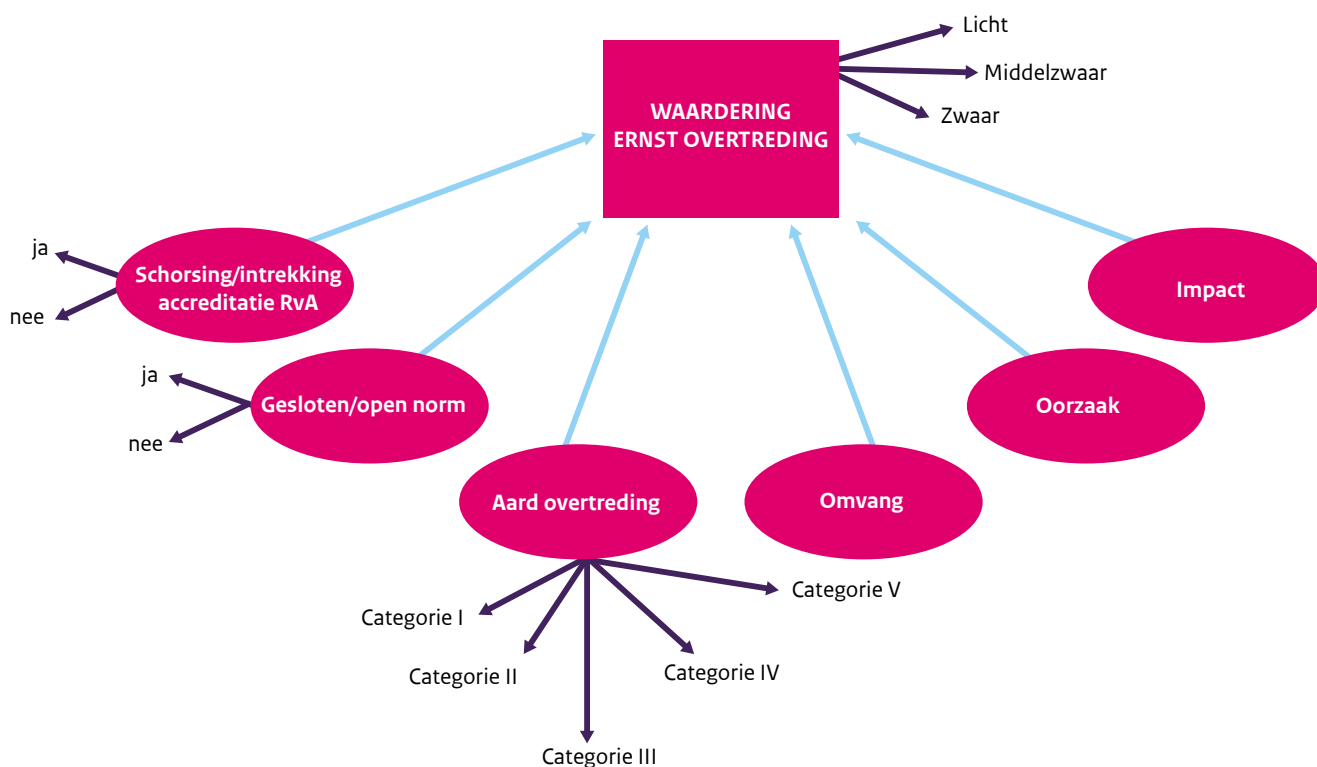 Licht
Middelzwaar
Zwaar
WAARDERING
ERNST OVERTREDING
ja
nee
Schorsing/intrekking
accreditatie RvA
Impact
ja
nee
Gesloten/open norm
Oorzaak
Aard overtreding
Omvang
Categorie I
Categorie II
Categorie III
Categorie IV
Categorie V